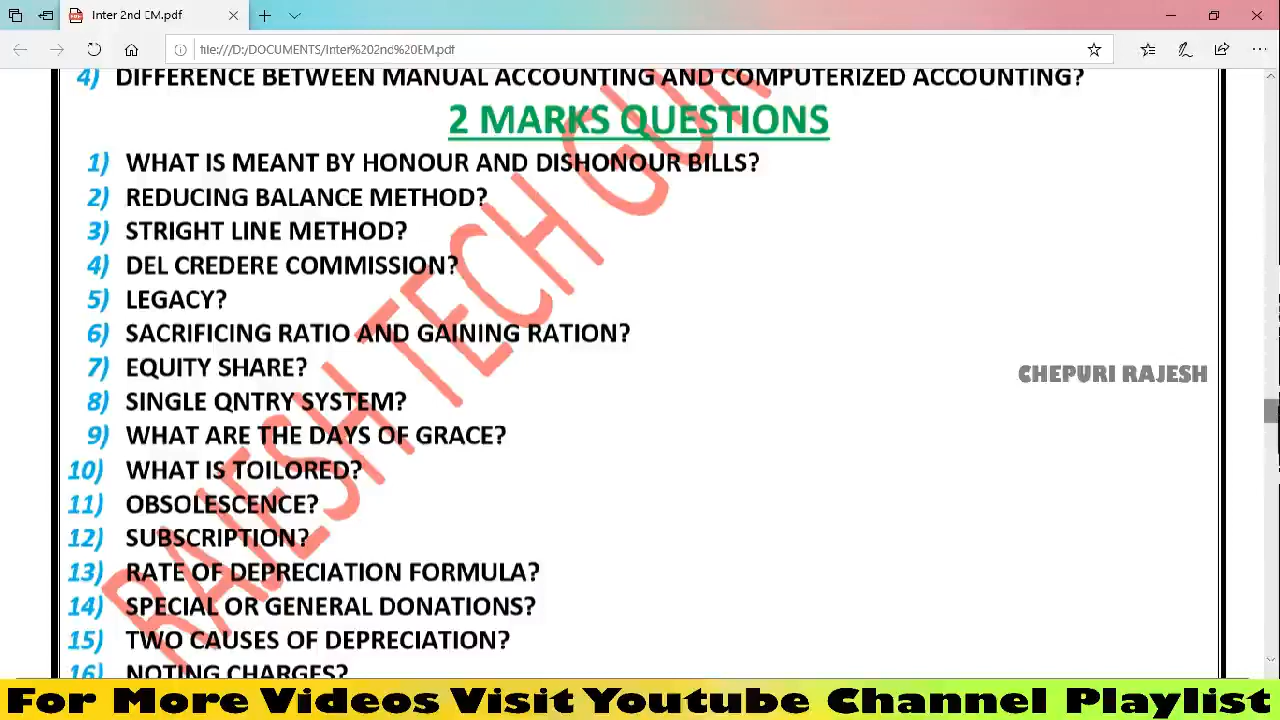 Inter 2nd EM.pdf
file:///D:/DOCUMENTS/Inter%202nd%20EM.pdf
4) DIFFERENCE BETWEEN MANUAL ACCOUNTING AND COMPUTERIZED ACCOUNTING?
2 MARKS QUESTIONS
1) WHAT IS MEANT BY HONOUR AND DISHONOUR BILLS?
2) REDUCING BALANCE METHOD?
3) STRIGHT LINE METHOD?
4) DEL CREDERE COMMISSION?
5) LEGACY?
6) SACRIFICING RATIO AND GAINING RATION?
7) EQUITY SHARE?
CHEPURI RAJESH
8) SINGLE QNTRY SYSTEM?
9) WHAT ARE THE DAYS OF GRACE?
10) WHAT IS TOILORED?
11) OBSOLESCENCE?
12) SUBSCRIPTION?
13) RATE OF DEPRECIATION FORMULA?
14) SPECIAL OR GENERAL DONATIONS?
15) TWO CAUSES OF DEPRECIATION?
16) NOTING CHARGES?
RAJESH TECH GUR
For More Videos Visit Youtube Channel Playlist